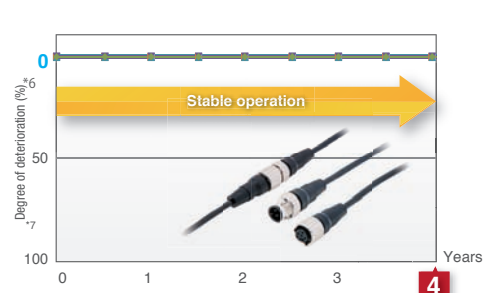 0
Degree of deterioration (%)*6
Stable operation
50
*7
100
0 1 2 3 4 Years